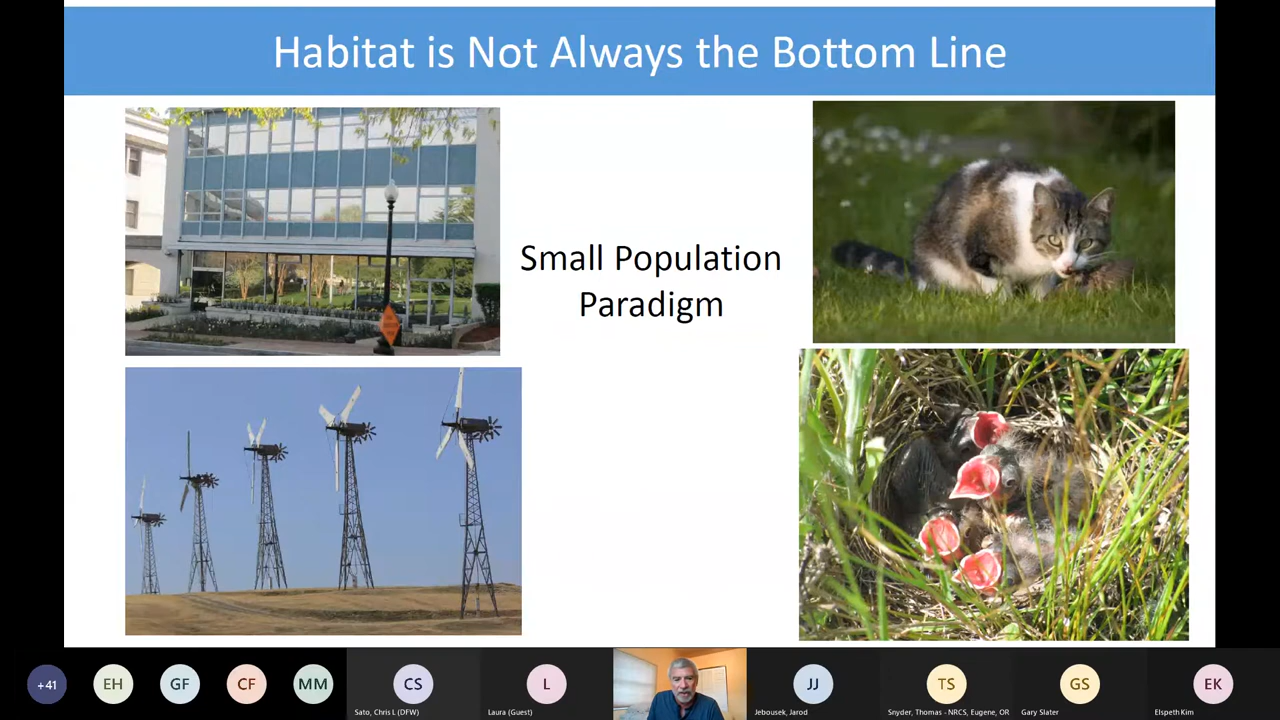 Habitat is Not Always the Bottom Line
Small Population
Paradigm
+41
EH
GF
CF
MM
CS
L
JJ
TS
GS
EK
Sato, Chris L (DFW)
Laura (Guest)
Jebousek, Jarod
Snyder, Thomas - NRCS, Eugene, OR
Gary Slater
Elspeth Kim